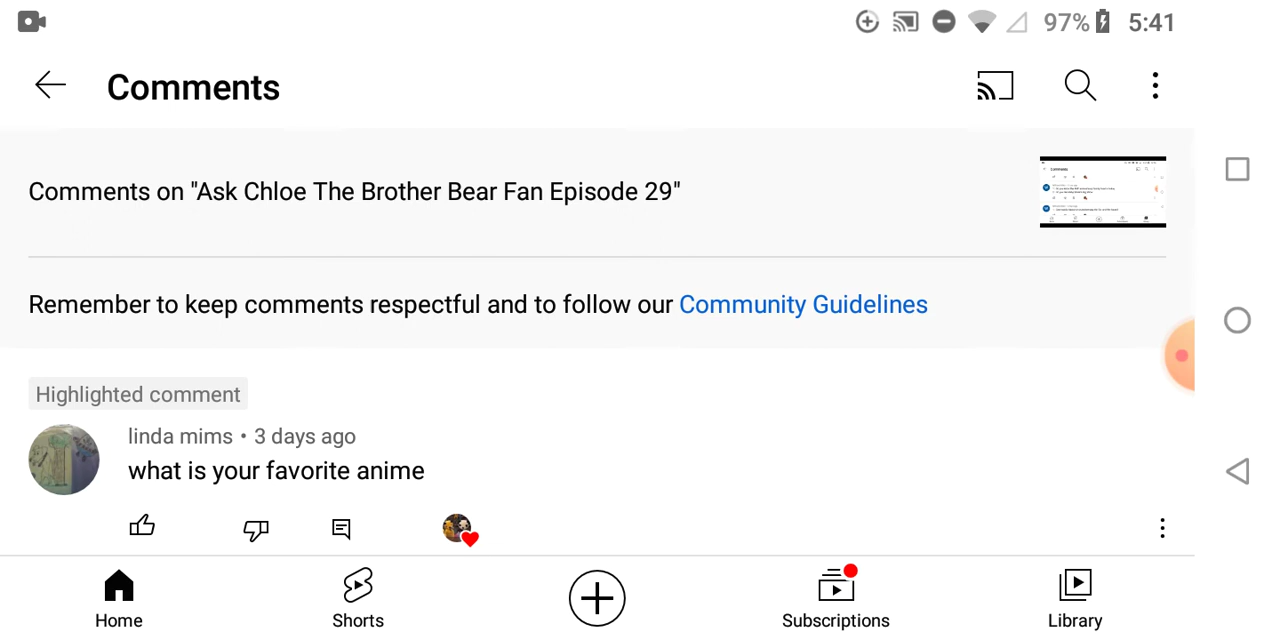 97% 5:41
Comments
Comments on "Ask Chloe The Brother Bear Fan Episode 29"
Remember to keep comments respectful and to follow our Community Guidelines
Highlighted comment
linda mims • 3 days ago
what is your favorite anime
Home Shorts Subscriptions Library